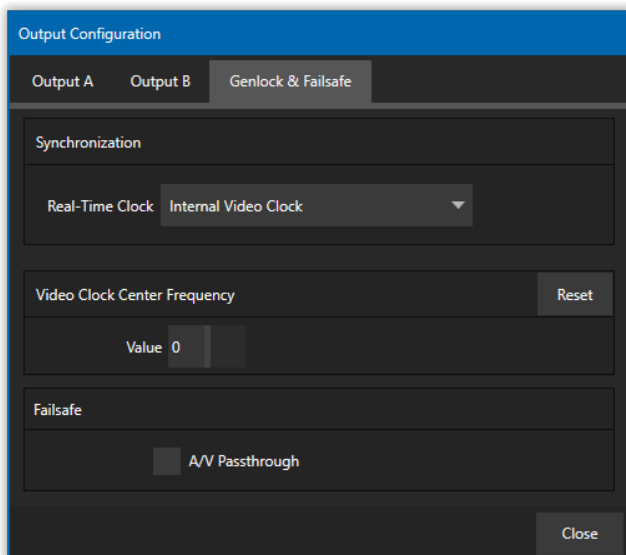 Output Configuration
Output A Output B Genlock & Failsafe
Synchronization
Real-Time Clock Internal Video Clock
Video Clock Center Frequency Reset
Value 0
Failsafe
A/V Passthrough
Close